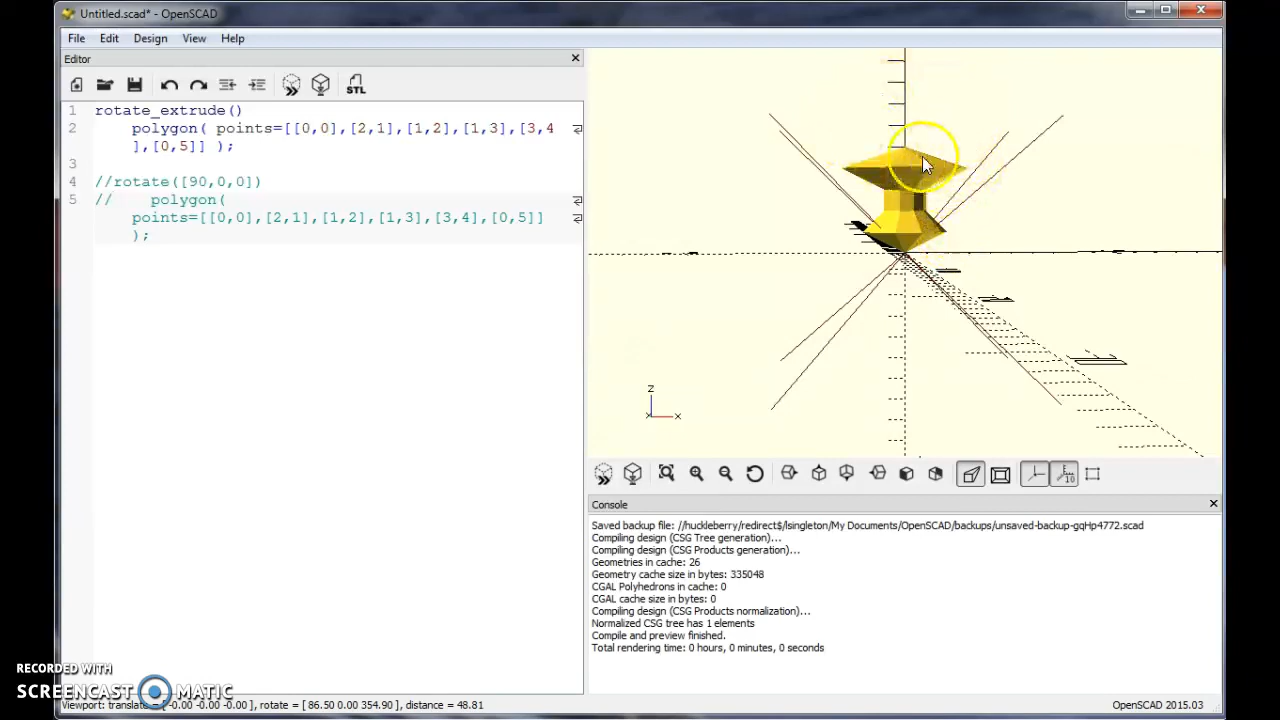 Untitled.scad* - OpenSCAD
File Edit Design View Help
Editor
STL
1 rotate_extrude()
2 polygon( points=[[0,0],[2,1],[1,2],[1,3],[3,4
],[0,5]] );
3
4 //rotate([90,0,0])
5 // polygon(
points=[[0,0],[2,1],[1,2],[1,3],[3,4],[0,5]]
);
z
x
10
Console
Saved backup file: //huckleberry/redirect$/lsingleton/My Documents/OpenSCAD/backups/unsaved-backup-gqHp4772.scad
Compiling design (CSG Tree generation)...
Compiling design (CSG Products generation)...
Geometries in cache: 26
Geometry cache size in bytes: 335048
CGAL Polyhedrons in cache: 0
CGAL cache size in bytes: 0
Compiling design (CSG Products normalization)...
Normalized CSG tree has 1 elements
Compile and preview finished.
Total rendering time: 0 hours, 0 minutes, 0 seconds
RECORDED WITH
SCREENCAST MATIC
Viewport: translate = [ -0.00 -0.00 -0.00 ], rotate = [ 86.50 0.00 354.90 ], distance = 48.81
OpenSCAD 2015.03